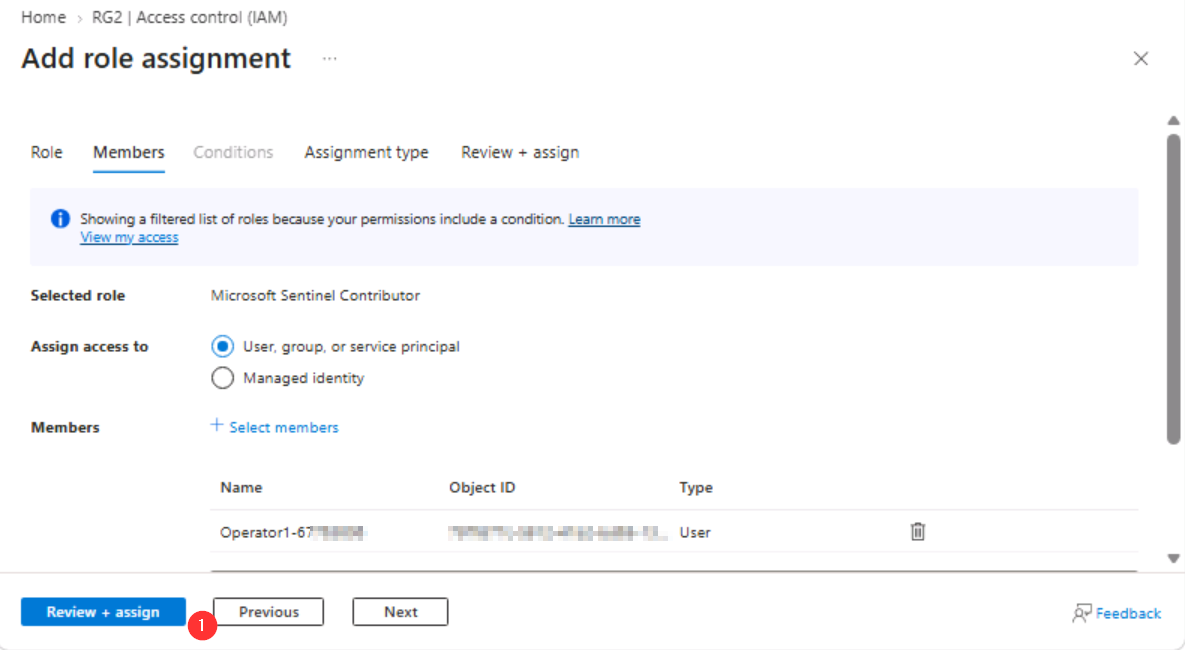 Home > RG2 | Access control (IAM)
Add role assignment ...
Role Members Conditions Assignment type Review + assign
Showing a filtered list of roles because your permissions include a condition. Learn more
View my access
Selected role Microsoft Sentinel Contributor
Assign access to User, group, or service principal
Managed identity
Members + Select members
Name Object ID Type
Operator1-67 User
Review + assign 1 Previous Next Feedback